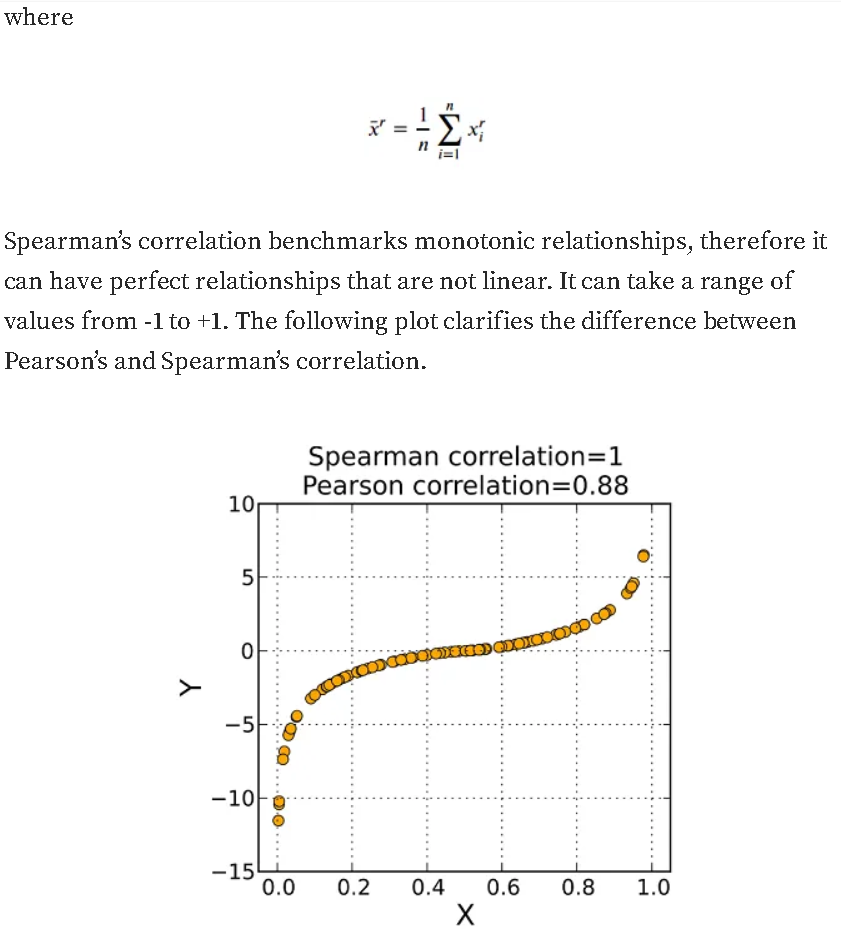 where
x̄ʳ = 1/n ∑ⁿᵢ₌₁ xᵢʳ
Spearman’s correlation benchmarks monotonic relationships, therefore it
can have perfect relationships that are not linear. It can take a range of
values from -1 to +1. The following plot clarifies the difference between
Pearson’s and Spearman’s correlation.
Spearman correlation=1
Pearson correlation=0.88
10
5
0
−5
−10
−15
Y
0.0 0.2 0.4 0.6 0.8 1.0
X